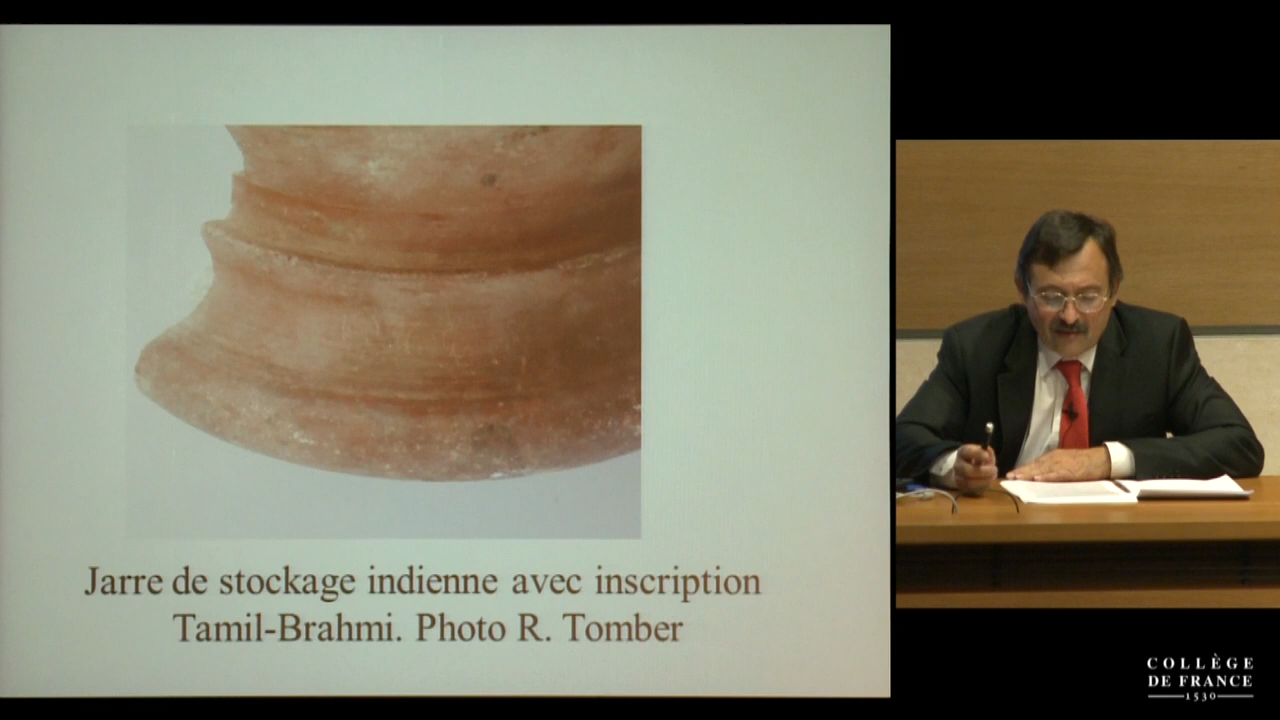 Jarre de stockage indienne avec inscription
Tamil-Brahmi. Photo R. Tomber
COLLÈGE
DE FRANCE
1530